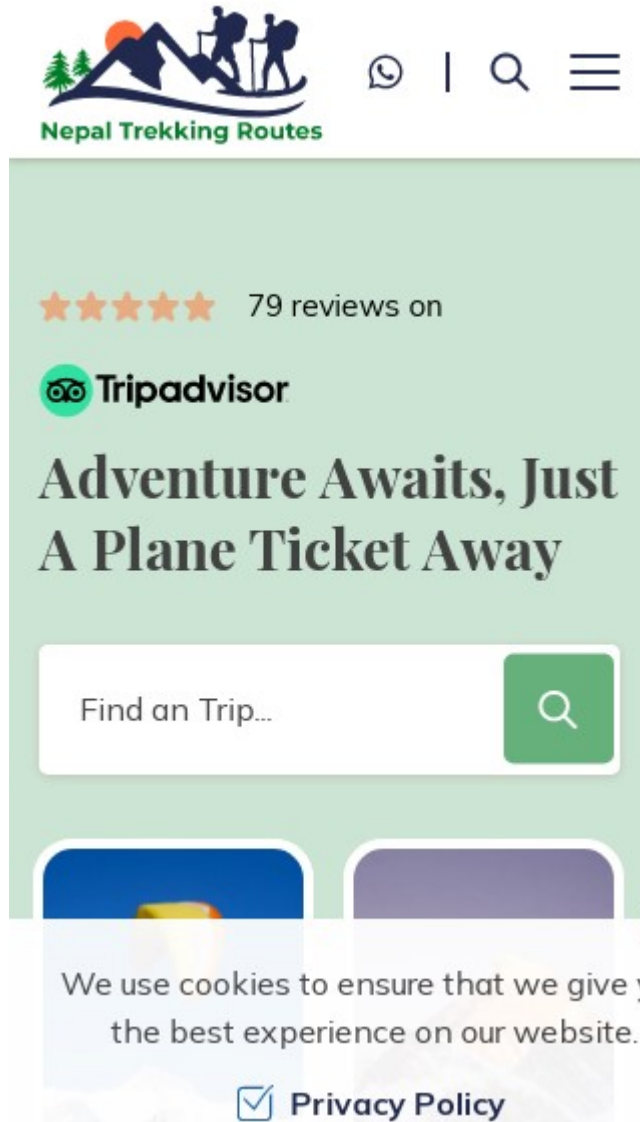 Nepal Trekking Routes
79 reviews on
Tripadvisor
Adventure Awaits, Just
A Plane Ticket Away
Find an Trip...
We use cookies to ensure that we give
the best experience on our website.
Privacy Policy